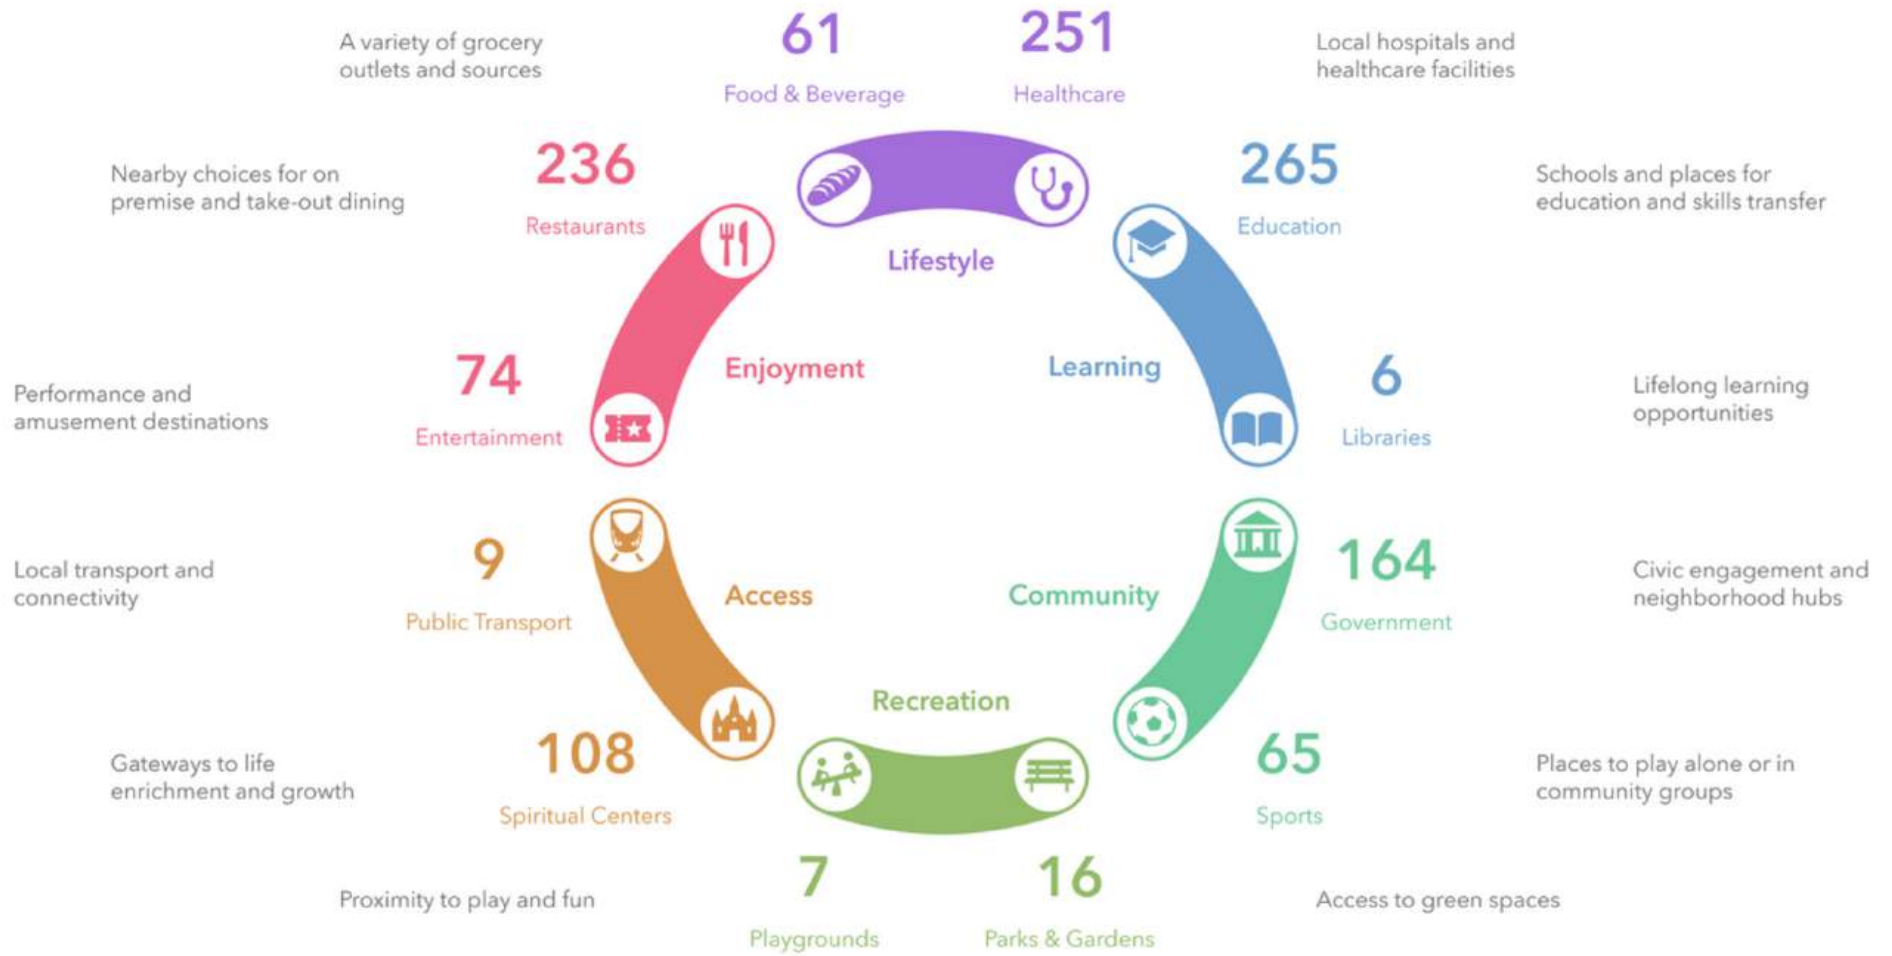 61
251
A variety of grocery
outlets and sources
Food & Beverage
Healthcare
Local hospitals and
healthcare facilities
236
265
Nearby choices for on
premise and take-out dining
Restaurants
Education
Schools and places for
education and skills transfer
Lifestyle
Enjoyment
Learning
74
6
Performance and
amusement destinations
Entertainment
Libraries
Lifelong learning
opportunities
9
164
Local transport and
connectivity
Access
Community
Civic engagement and
neighborhood hubs
Public Transport
Government
Recreation
108
65
Gateways to life
enrichment and growth
Spiritual Centers
Sports
Places to play alone or in
community groups
7
16
Proximity to play and fun
Playgrounds
Parks & Gardens
Access to green spaces